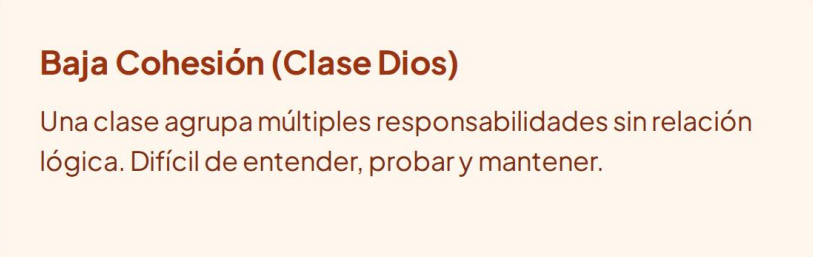 Baja Cohesión (Clase Dios)
Una clase agrupa múltiples responsabilidades sin relación
lógica. Difícil de entender, probar y mantener.